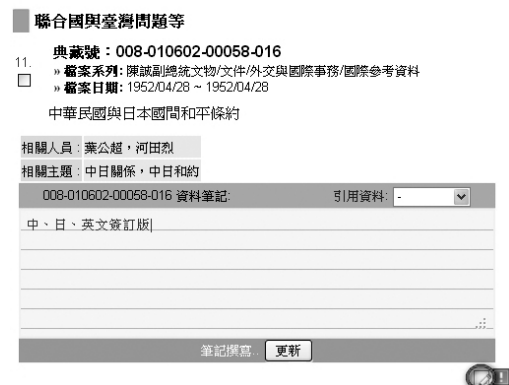 聯合國與臺灣問題等
11.
典藏號：008-010602-00058-016
» 檔案系列: 陳誠副總統文物/文件/外交與國際事務/國際參考資料
» 檔案日期: 1952/04/28 ~ 1952/04/28
中華民國與日本國間和平條約
相關人員：葉公超，河田烈
相關主題：中日關係，中日和約
008-010602-00058-016 資料筆記: 引用資料: -
中、日、英文簽訂版
筆記撰寫.. 更新